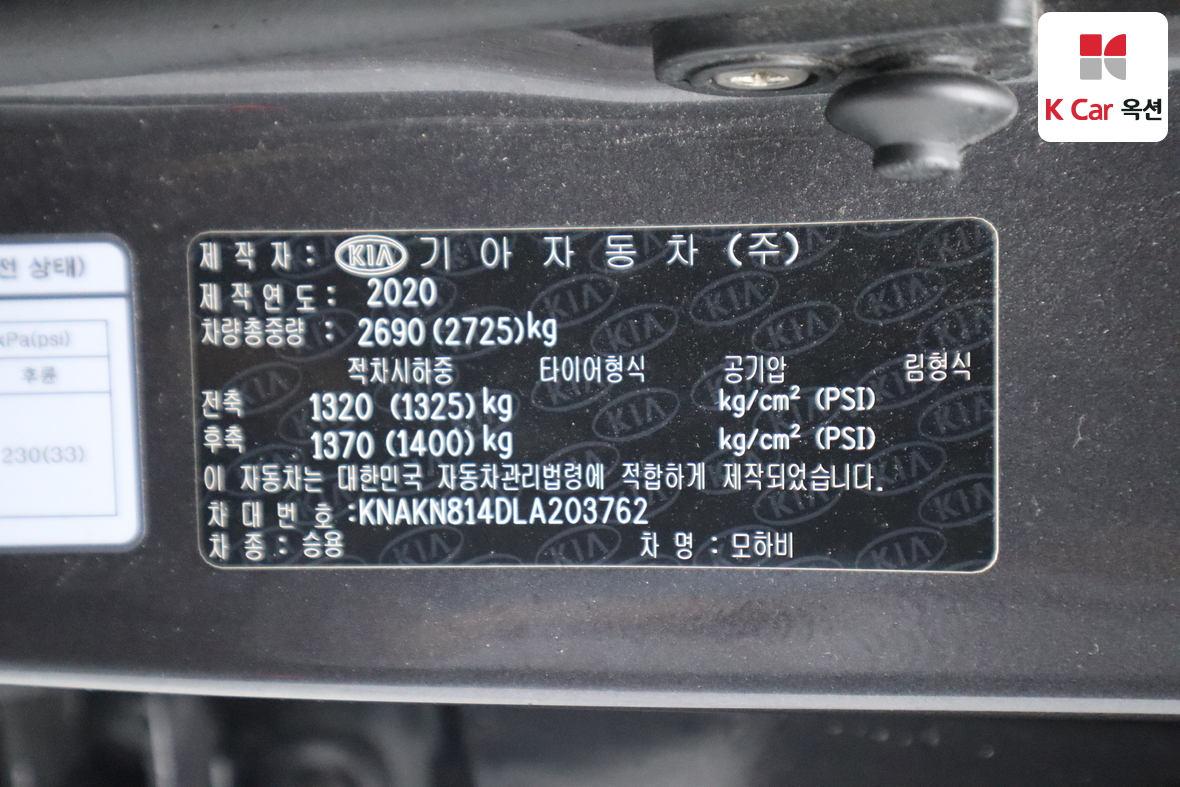 K Car 옥션
전 상태)
kPa(psi)
후륜
230(33)
제 작 자 : KIA 기 아 자 동 차 (주)
제 작 연 도 : 2020
차량총중량 : 2690 (2725)kg
적차시하중 타이어형식 공기압 림형식
전축 1320 (1325)kg kg/cm² (PSI)
후축 1370 (1400)kg kg/cm² (PSI)
이 자동차는 대한민국 자동차관리법령에 적합하게 제작되었습니다.
차 대 번 호 :KNAKN814DLA203762
차 종 : 승용 차 명 : 모하비